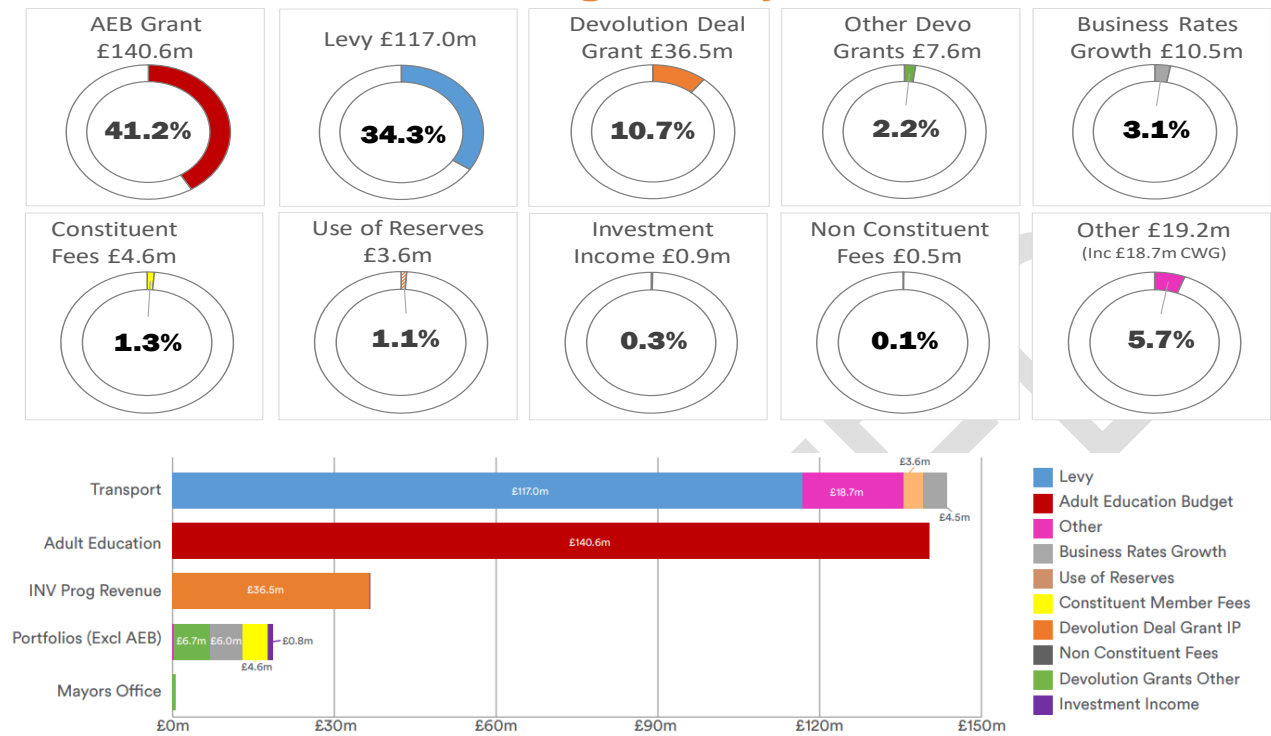 AEB Grant
£140.6m
41.2%
Levy £117.0m
34.3%
Devolution Deal
Grant £36.5m
10.7%
Other Devo
Grants £7.6m
2.2%
Business Rates
Growth £10.5m
3.1%
Constituent
Fees £4.6m
1.3%
Use of Reserves
£3.6m
1.1%
Investment
Income £0.9m
0.3%
Non Constituent
Fees £0.5m
0.1%
Other £19.2m
(Inc £18.7m CWG)
5.7%
Transport
£117.0m
£18.7m
£3.6m
£4.5m
Adult Education
£140.6m
INV Prog Revenue
£36.5m
Portfolios (Excl AEB)
£6.7m
£6.0m
£4.6m
£0.8m
Mayors Office
£0m
£30m
£60m
£90m
£120m
£150m
Levy
Adult Education Budget
Other
Business Rates Growth
Use of Reserves
Constituent Member Fees
Devolution Deal Grant IP
Non Constituent Fees
Devolution Grants Other
Investment Income